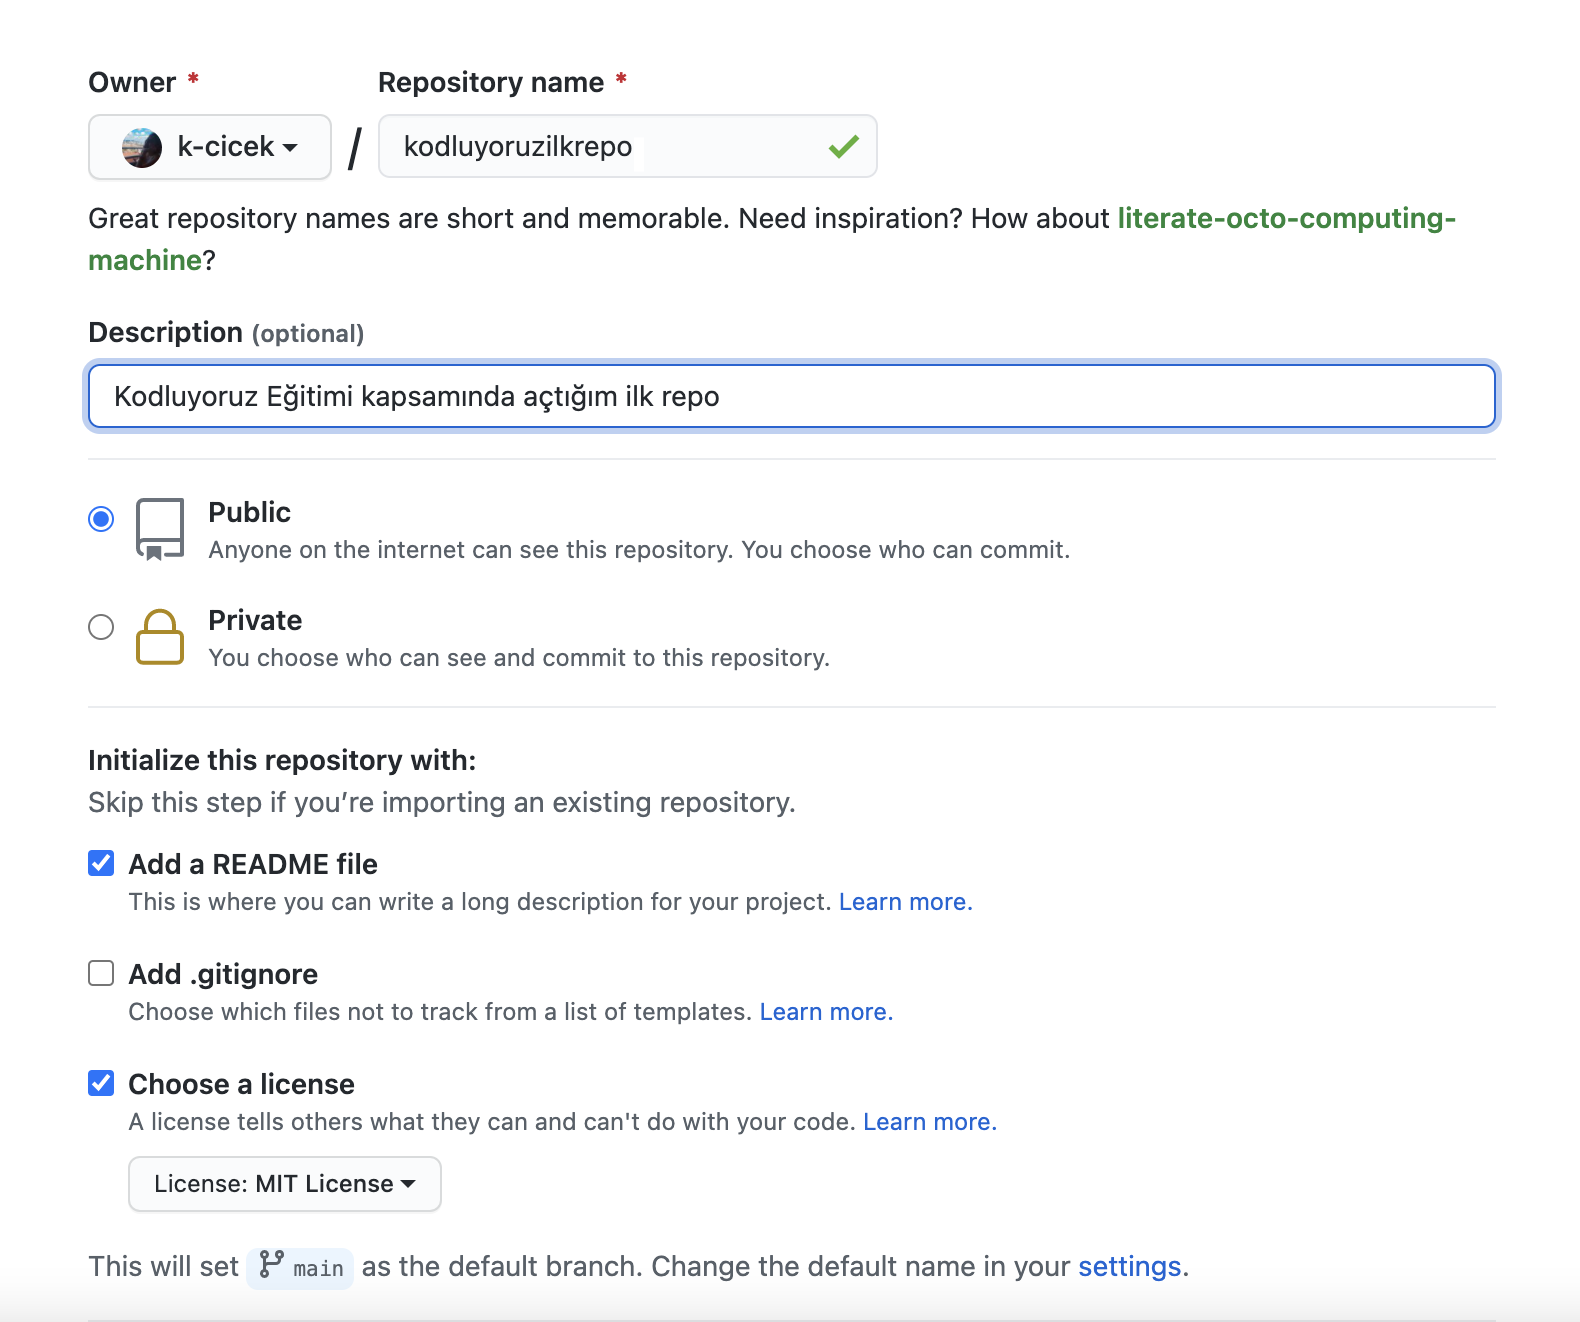 Owner * Repository name *
k-cicek / kodluyoruzilkrepo
Great repository names are short and memorable. Need inspiration? How about literate-octo-computing-
machine?
Description (optional)
Kodluyoruz Eğitimi kapsamında açtığım ilk repo
Public
Anyone on the internet can see this repository. You choose who can commit.
Private
You choose who can see and commit to this repository.
Initialize this repository with:
Skip this step if you’re importing an existing repository.
Add a README file
This is where you can write a long description for your project. Learn more.
Add .gitignore
Choose which files not to track from a list of templates. Learn more.
Choose a license
A license tells others what they can and can't do with your code. Learn more.
License: MIT License
This will set main as the default branch. Change the default name in your settings.